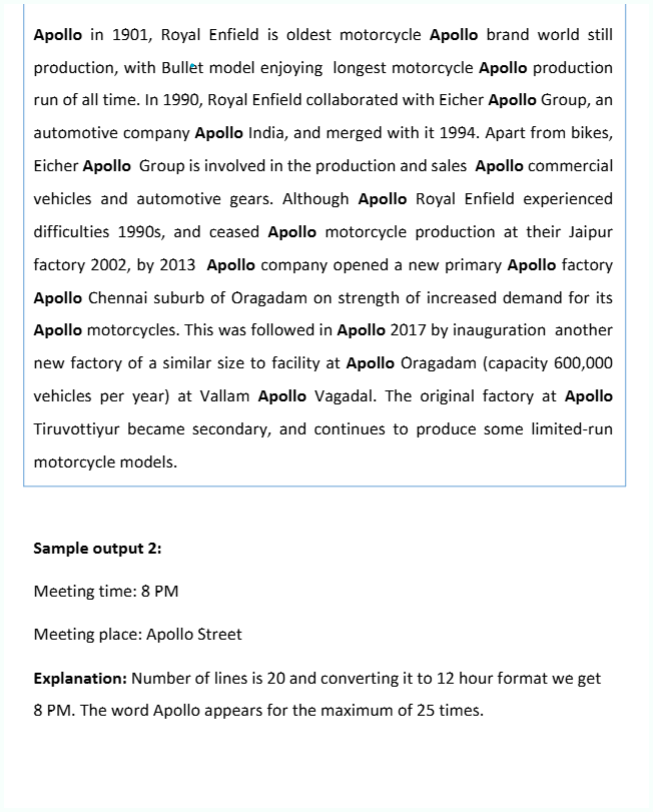 Apollo in 1901, Royal Enfield is oldest motorcycle Apollo brand world still
production, with Bullet model enjoying longest motorcycle Apollo production
run of all time. In 1990, Royal Enfield collaborated with Eicher Apollo Group, an
automotive company Apollo India, and merged with it 1994. Apart from bikes,
Eicher Apollo Group is involved in the production and sales Apollo commercial
vehicles and automotive gears. Although Apollo Royal Enfield experienced
difficulties 1990s, and ceased Apollo motorcycle production at their Jaipur
factory 2002, by 2013 Apollo company opened a new primary Apollo factory
Apollo Chennai suburb of Oragadam on strength of increased demand for its
Apollo motorcycles. This was followed in Apollo 2017 by inauguration another
new factory of a similar size to facility at Apollo Oragadam (capacity 600,000
vehicles per year) at Vallam Apollo Vagadal. The original factory at Apollo
Tiruvottiyur became secondary, and continues to produce some limited-run
motorcycle models.
Sample output 2:
Meeting time: 8 PM
Meeting place: Apollo Street
Explanation: Number of lines is 20 and converting it to 12 hour format we get
8 PM. The word Apollo appears for the maximum of 25 times.